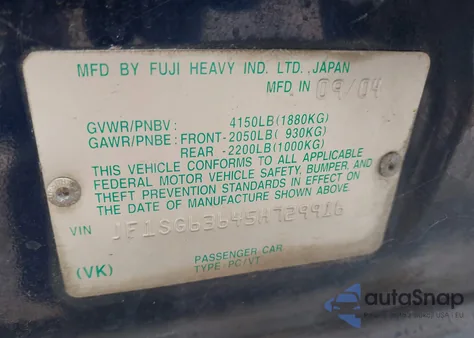 MFD BY FUJI HEAVY IND. LTD., JAPAN
MFD IN 09/04
GVWR/PNBV : 4150LB(1880KG)
GAWR/PNBE : FRONT-2050LB( 930KG)
REAR -2200LB(1000KG)
THIS VEHICLE CONFORMS TO ALL APPLICABLE
FEDERAL MOTOR VEHICLE SAFETY, BUMPER, AND
THEFT PREVENTION STANDARDS IN EFFECT ON
THE DATE OF MANUFACTURE SHOWN ABOVE.
VIN JF1SG63645H729916
PASSENGER CAR
(VK) TYPE:PC/VT
autoSnap